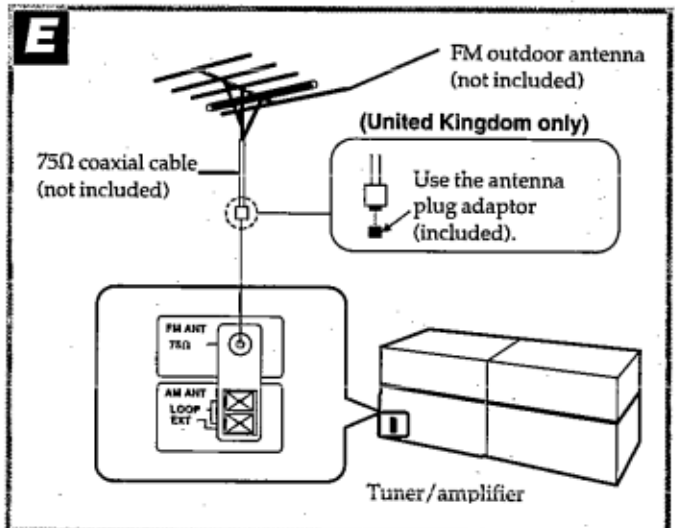 E
FM outdoor antenna
(not included)
(United Kingdom only)
75Ω coaxial cable
(not included)
Use the antenna
plug adaptor
(included).
FM ANT
75Ω
AM ANT
LOOP
EXT
Tuner/amplifier